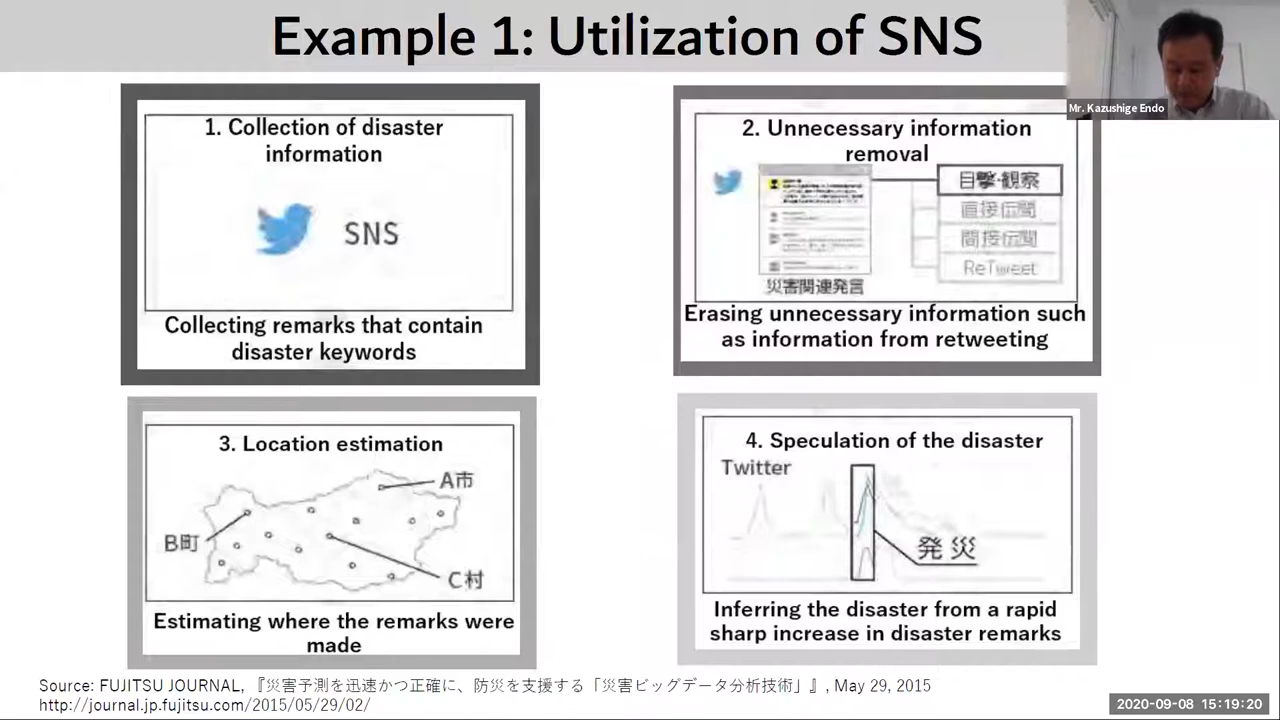 Example 1: Utilization of SNS
Mr. Kazushige Endo
1. Collection of disaster
information
SNS
Collecting remarks that contain
disaster keywords
2. Unnecessary information
removal
目撃・観察
直接伝聞
間接伝聞
ReTweet
災害関連発言
Erasing unnecessary information such
as information from retweeting
3. Location estimation
A市
B町
C村
Estimating where the remarks were
made
4. Speculation of the disaster
Twitter
発災
Inferring the disaster from a rapid
sharp increase in disaster remarks
Source: FUJITSU JOURNAL, 『災害予測を迅速かつ正確に、防災を支援する「災害ビッグデータ分析技術」』, May 29, 2015
http://journal.jp.fujitsu.com/2015/05/29/02/
2020-09-08 15:19:20